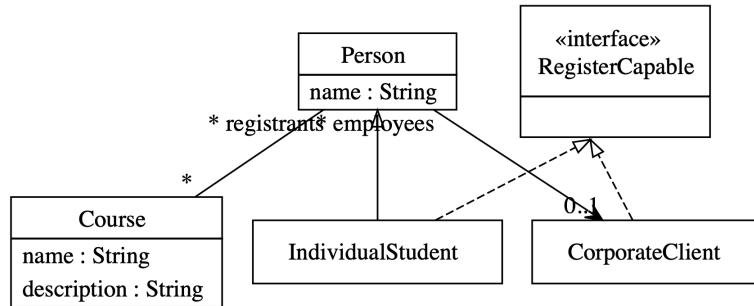 Person
name : String
«interface»
RegisterCapable
* registrants
* employees
*
0..1
Course
name : String
description : String
IndividualStudent
CorporateClient